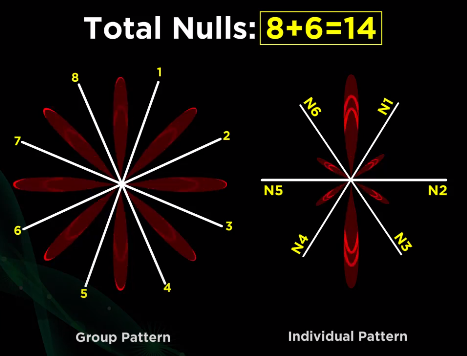 Total Nulls: 8+6=14
8 1
7 2
6 3
5 4
N6 N1
N5 N2
N4 N3
Group Pattern
Individual Pattern